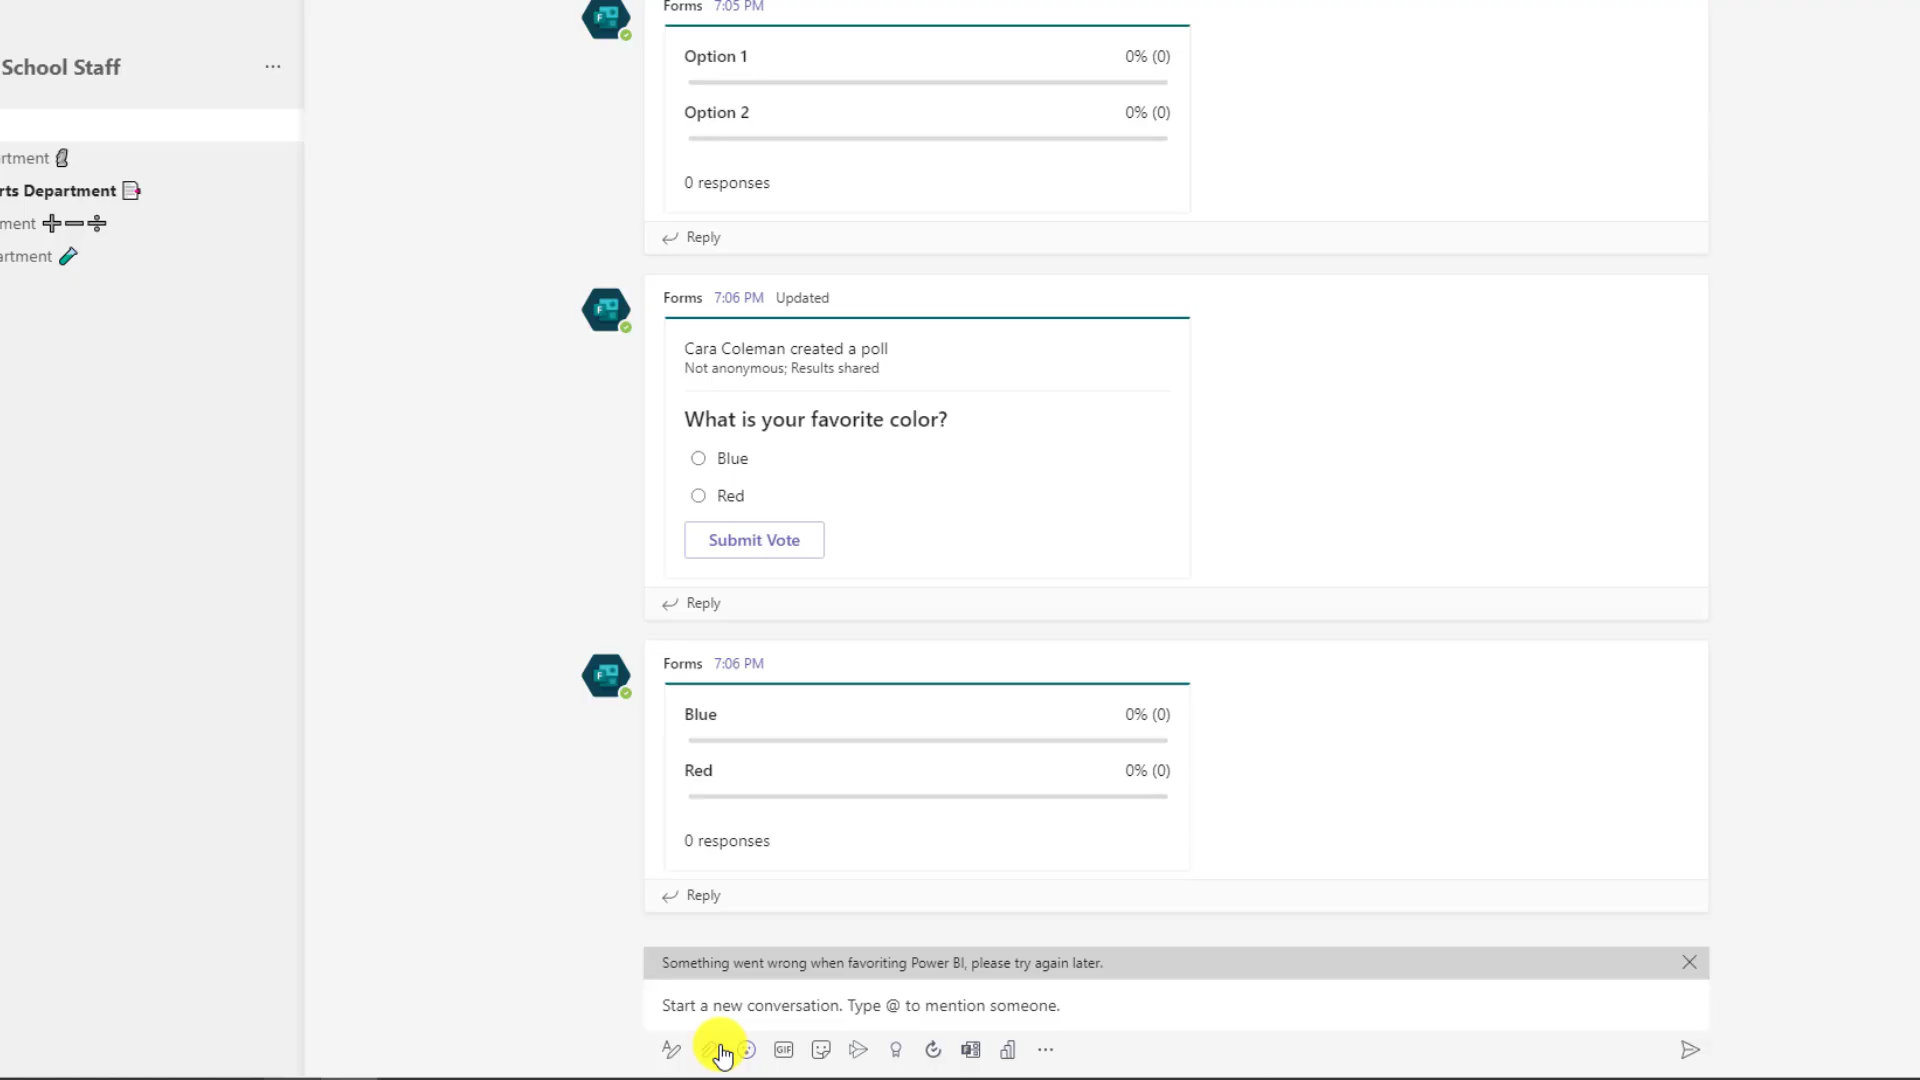 School Staff
...
rtment
rts Department
ment
artment
Forms 7:05 PM
Option 1 0% (0)
Option 2 0% (0)
0 responses
Reply
Forms 7:06 PM Updated
Cara Coleman created a poll
Not anonymous; Results shared
What is your favorite color?
Blue
Red
Submit Vote
Reply
Forms 7:06 PM
Blue 0% (0)
Red 0% (0)
0 responses
Reply
Something went wrong when favoriting Power BI, please try again later.
Start a new conversation. Type @ to mention someone.
GIF